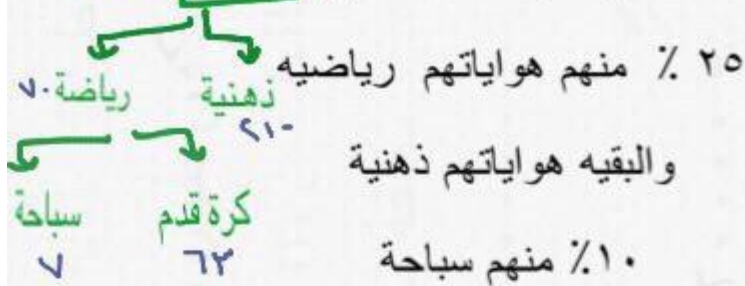 ٢٥ ٪ منهم هواياتهم رياضيه
ذهنية
رياضة
٢١٠
٧٠
والبقيه هواياتهم ذهنية
كرة قدم
سباحة
٦٣
٧
١٠٪ منهم سباحة